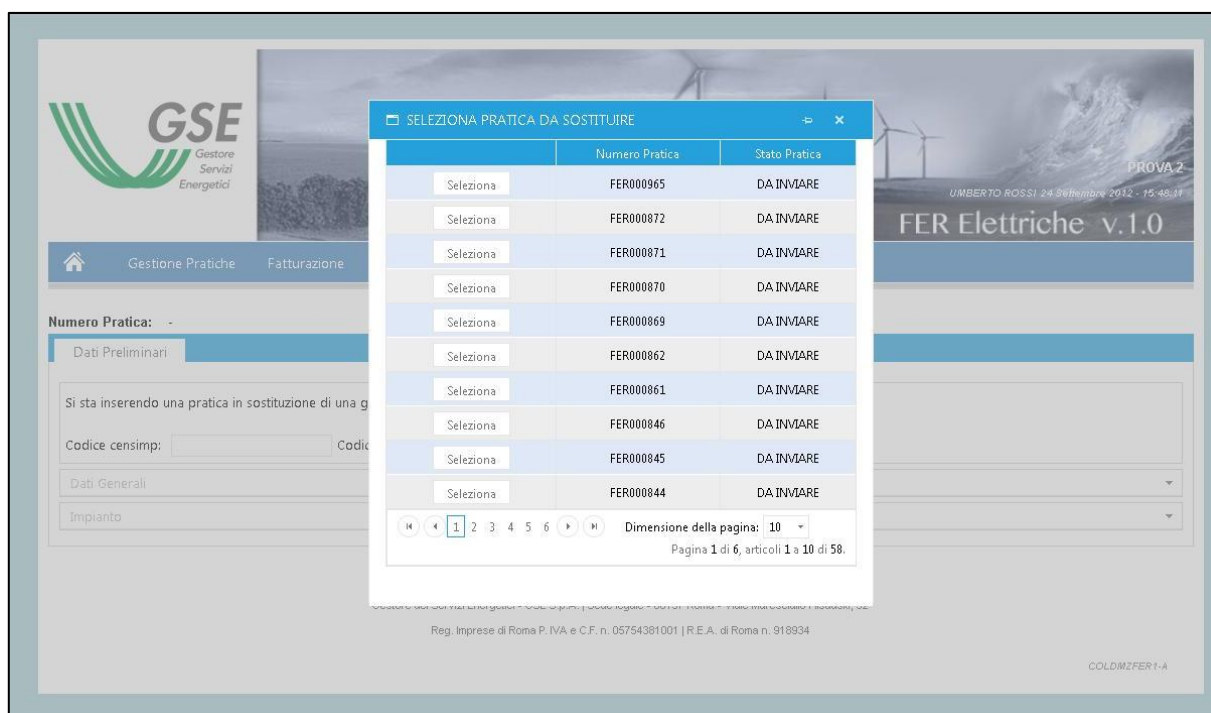 GSE
Gestore
Servizi
Energetici
PROVA 2
UMBERTO ROSSI 24 Settembre 2012 - 15:48:11
FER Elettriche v.1.0
Gestione Pratiche Fatturazione
SELEZIONA PRATICA DA SOSTITUIRE
Numero Pratica Stato Pratica
Seleziona FER000965 DA INVIARE
Seleziona FER000872 DA INVIARE
Seleziona FER000871 DA INVIARE
Seleziona FER000870 DA INVIARE
Seleziona FER000869 DA INVIARE
Seleziona FER000862 DA INVIARE
Seleziona FER000861 DA INVIARE
Seleziona FER000846 DA INVIARE
Seleziona FER000845 DA INVIARE
Seleziona FER000844 DA INVIARE
1 2 3 4 5 6 Dimensione della pagina: 10
Pagina 1 di 6, articoli 1 a 10 di 58.
Numero Pratica: -
Dati Preliminari
Si sta inserendo una pratica in sostituzione di una g
Codice censimp: Codic
Dati Generali
Impianto
Reg. Imprese di Roma P. IVA e C.F. n. 05754381001 | R.E.A. di Roma n. 918934
COLDMZFER1-A